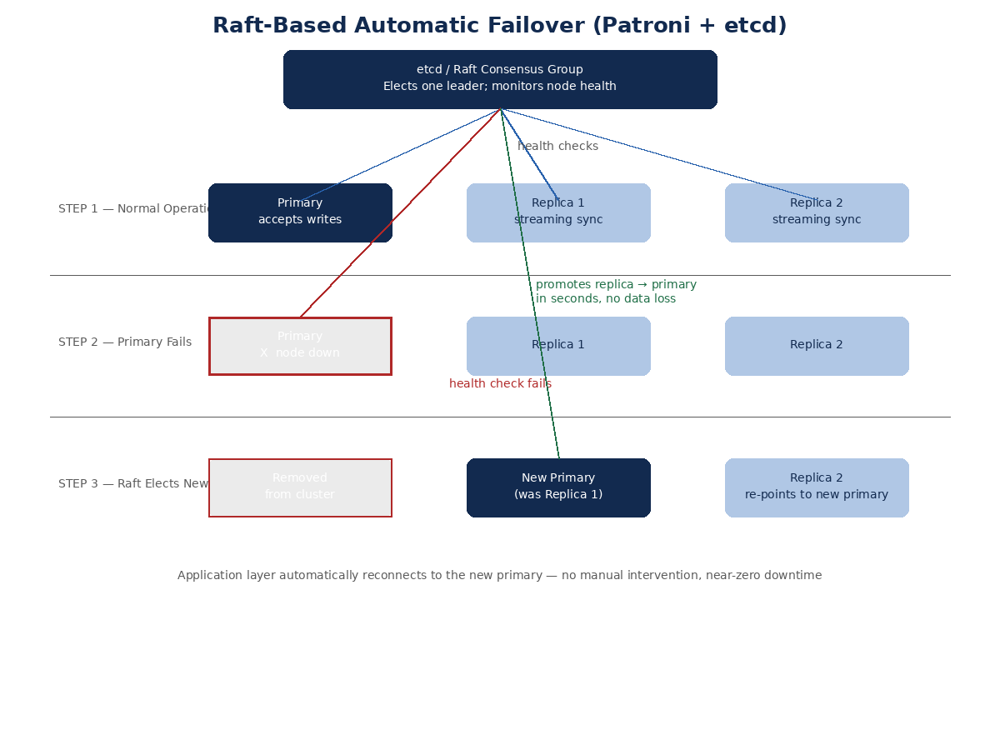 Raft-Based Automatic Failover (Patroni + etcd)
etcd / Raft Consensus Group
Elects one leader; monitors node health
health checks
STEP 1 — Normal Operatio
Primary
accepts writes
Replica 1
streaming sync
Replica 2
streaming sync
promotes replica → primary
in seconds, no data loss
STEP 2 — Primary Fails
Primary
X  node down
Replica 1
Replica 2
health check fails
STEP 3 — Raft Elects New
Removed
from cluster
New Primary
(was Replica 1)
Replica 2
re-points to new primary
Application layer automatically reconnects to the new primary — no manual intervention, near-zero downtime